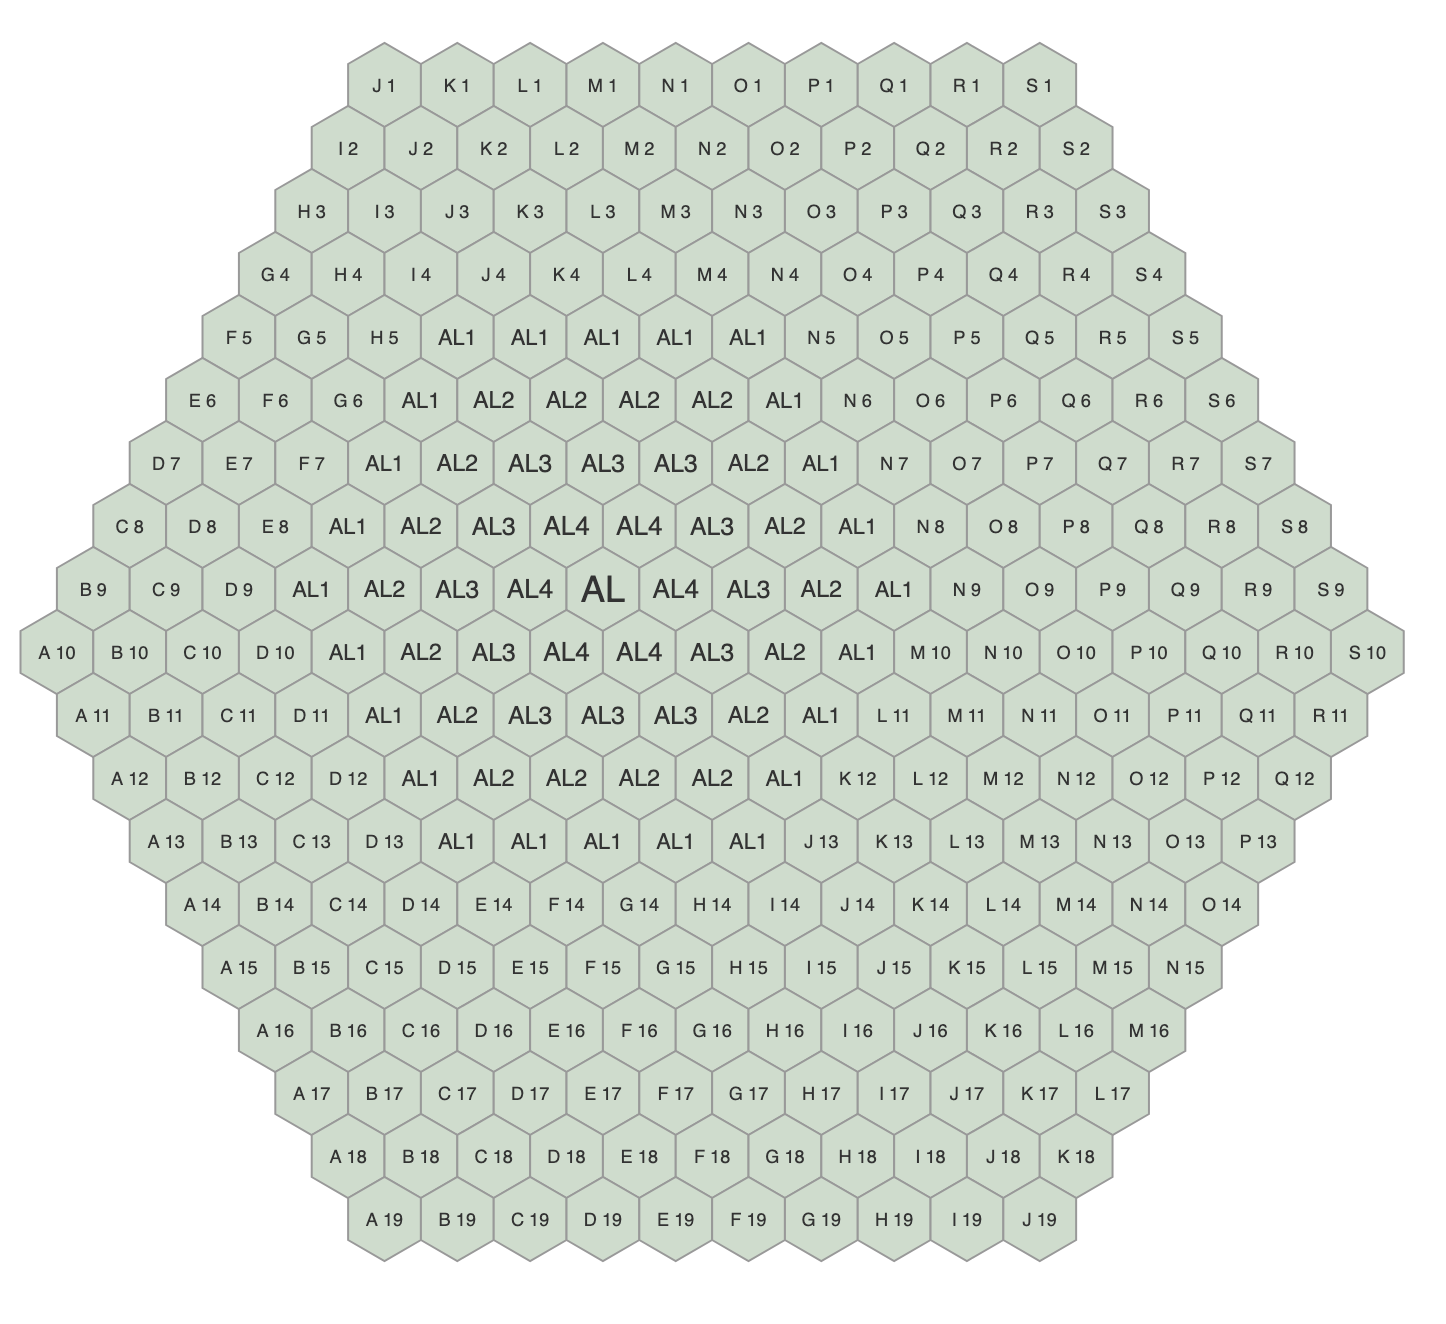 J 1 K 1 L 1 M 1 N 1 O 1 P 1 Q 1 R 1 S 1
I 2 J 2 K 2 L 2 M 2 N 2 O 2 P 2 Q 2 R 2 S 2
H 3 I 3 J 3 K 3 L 3 M 3 N 3 O 3 P 3 Q 3 R 3 S 3
G 4 H 4 I 4 J 4 K 4 L 4 M 4 N 4 O 4 P 4 Q 4 R 4 S 4
F 5 G 5 H 5 AL1 AL1 AL1 AL1 AL1 N 5 O 5 P 5 Q 5 R 5 S 5
E 6 F 6 G 6 AL1 AL2 AL2 AL2 AL2 AL1 N 6 O 6 P 6 Q 6 R 6 S 6
D 7 E 7 F 7 AL1 AL2 AL3 AL3 AL3 AL2 AL1 N 7 O 7 P 7 Q 7 R 7 S 7
C 8 D 8 E 8 AL1 AL2 AL3 AL4 AL4 AL3 AL2 AL1 N 8 O 8 P 8 Q 8 R 8 S 8
B 9 C 9 D 9 AL1 AL2 AL3 AL4 AL AL4 AL3 AL2 AL1 N 9 O 9 P 9 Q 9 R 9 S 9
A 10 B 10 C 10 D 10 AL1 AL2 AL3 AL4 AL4 AL3 AL2 AL1 M 10 N 10 O 10 P 10 Q 10 R 10 S 10
A 11 B 11 C 11 D 11 AL1 AL2 AL3 AL3 AL3 AL2 AL1 L 11 M 11 N 11 O 11 P 11 Q 11 R 11
A 12 B 12 C 12 D 12 AL1 AL2 AL2 AL2 AL2 AL1 K 12 L 12 M 12 N 12 O 12 P 12 Q 12
A 13 B 13 C 13 D 13 AL1 AL1 AL1 AL1 AL1 J 13 K 13 L 13 M 13 N 13 O 13 P 13
A 14 B 14 C 14 D 14 E 14 F 14 G 14 H 14 I 14 J 14 K 14 L 14 M 14 N 14 O 14
A 15 B 15 C 15 D 15 E 15 F 15 G 15 H 15 I 15 J 15 K 15 L 15 M 15 N 15
A 16 B 16 C 16 D 16 E 16 F 16 G 16 H 16 I 16 J 16 K 16 L 16 M 16
A 17 B 17 C 17 D 17 E 17 F 17 G 17 H 17 I 17 J 17 K 17 L 17
A 18 B 18 C 18 D 18 E 18 F 18 G 18 H 18 I 18 J 18 K 18
A 19 B 19 C 19 D 19 E 19 F 19 G 19 H 19 I 19 J 19